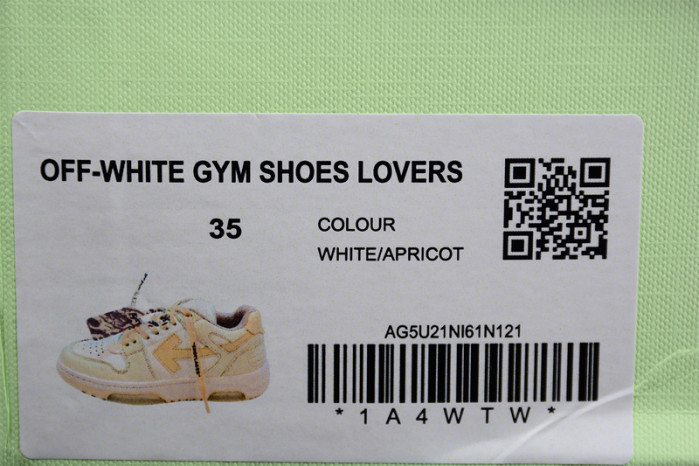 OFF-WHITE GYM SHOES LOVERS
35
COLOUR
WHITE/APRICOT
AG5U21NI61N121
*1A4WTW*